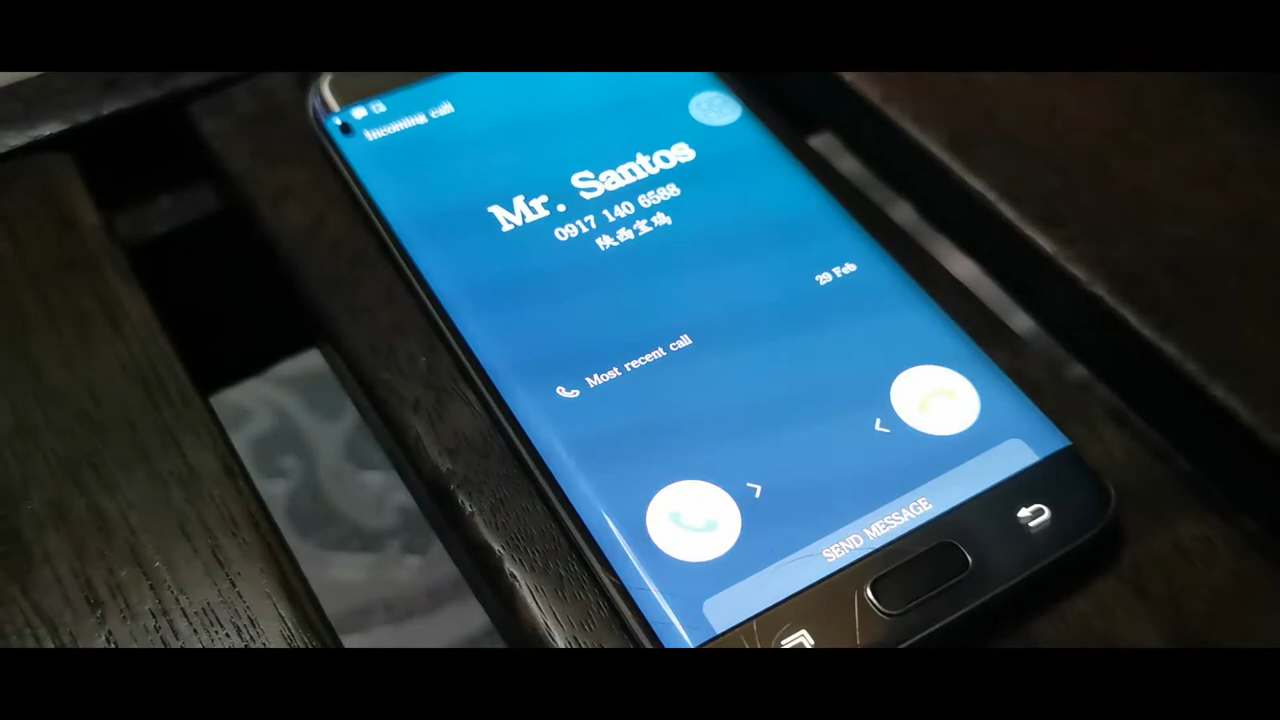 Incoming call
Mr. Santos
0917 140 6588
陕西宝鸡
29 Feb
Most recent call
SEND MESSAGE